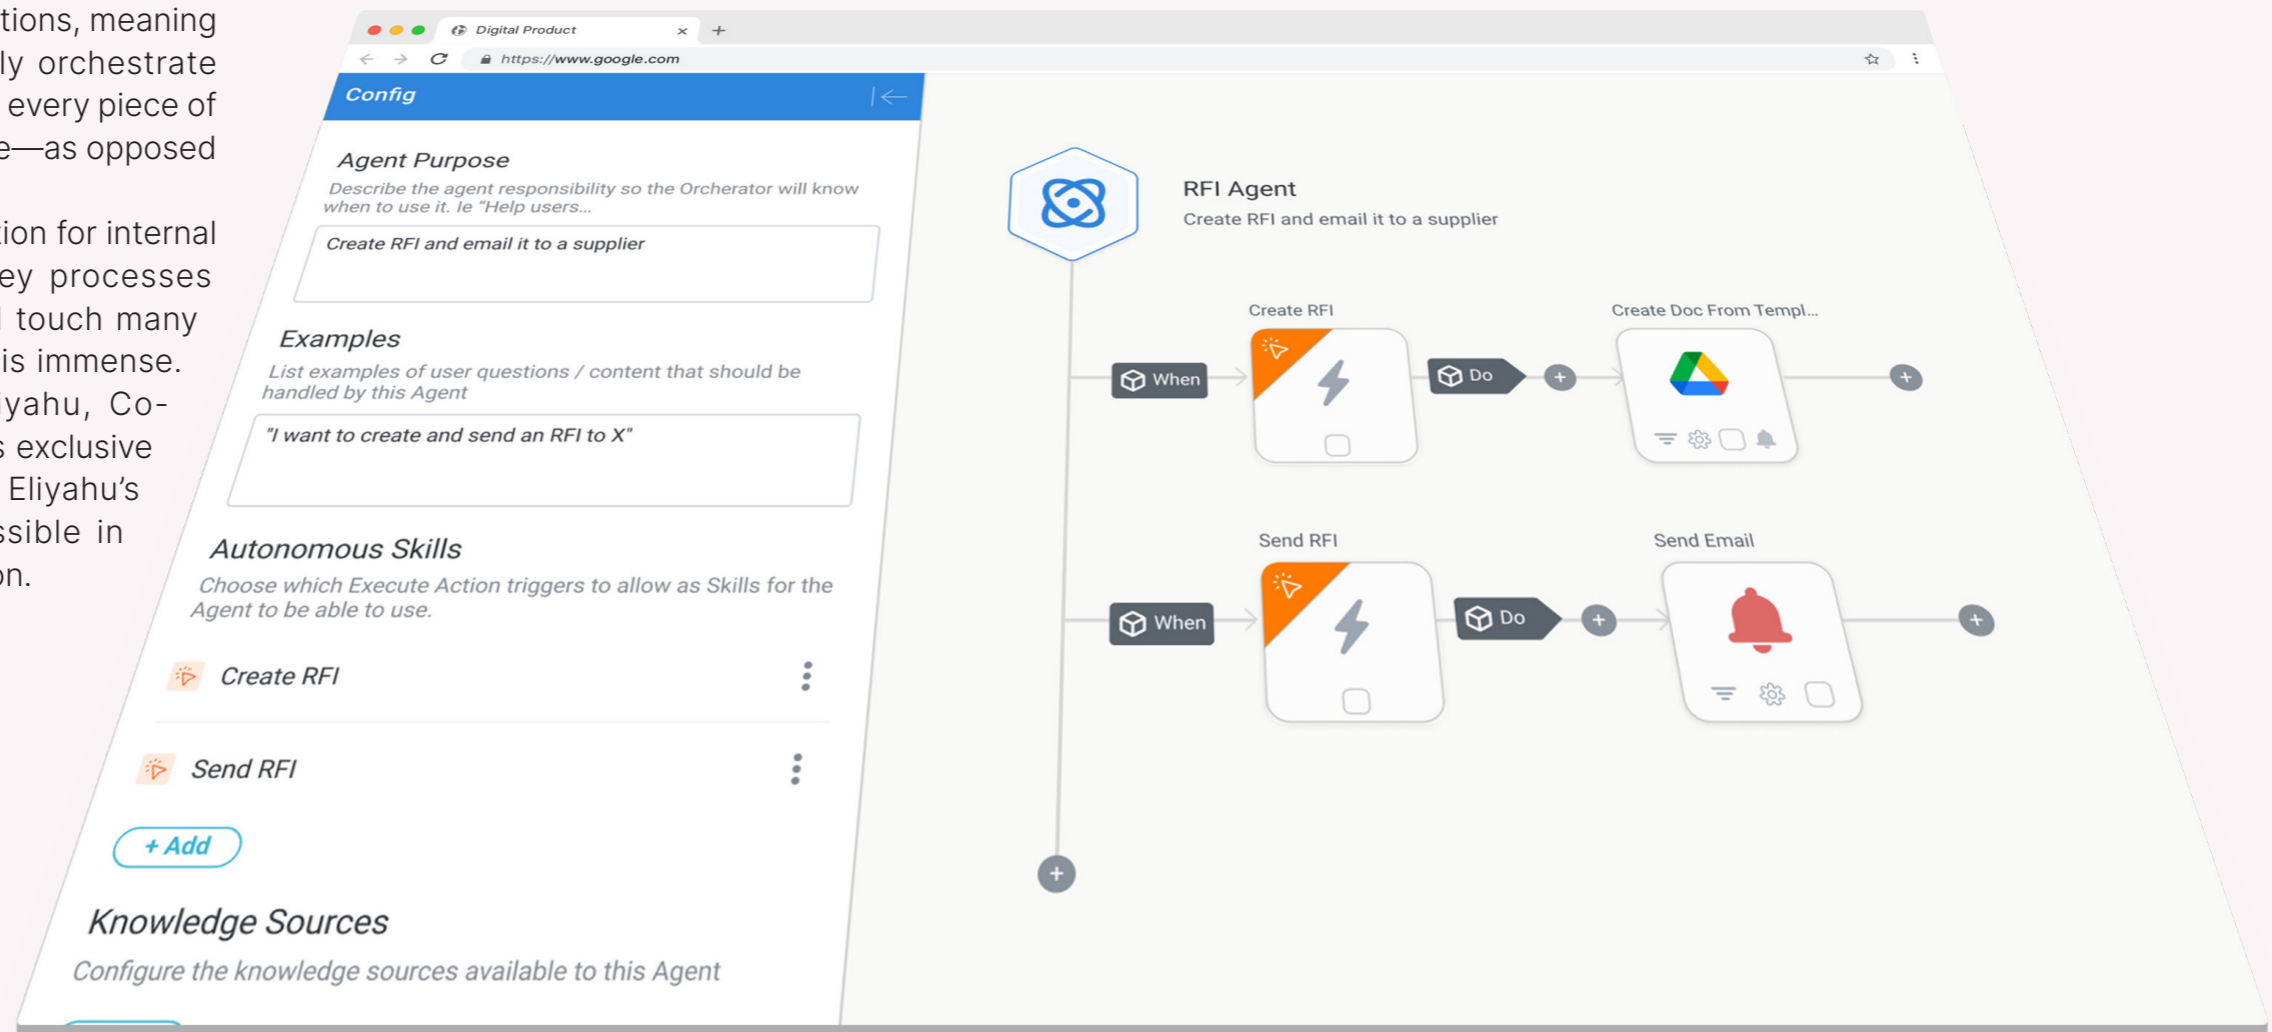 tions, meaning
ly orchestrate
every piece of
e—as opposed
tion for internal
ey processes
touch many
is immense.
iyahu, Co-
s exclusive
Eliyahu's
ssible in
on.
Digital Product
https://www.google.com
Config
Agent Purpose
Describe the agent responsibility so the Orcherator will know
when to use it. Ie "Help users...
Create RFI and email it to a supplier
Examples
List examples of user questions / content that should be
handled by this Agent
"I want to create and send an RFI to X"
Autonomous Skills
Choose which Execute Action triggers to allow as Skills for the
Agent to be able to use.
Create RFI
Send RFI
+ Add
Knowledge Sources
Configure the knowledge sources available to this Agent
RFI Agent
Create RFI and email it to a supplier
Create RFI
Create Doc From Templ...
When
Do
Send RFI
Send Email
When
Do